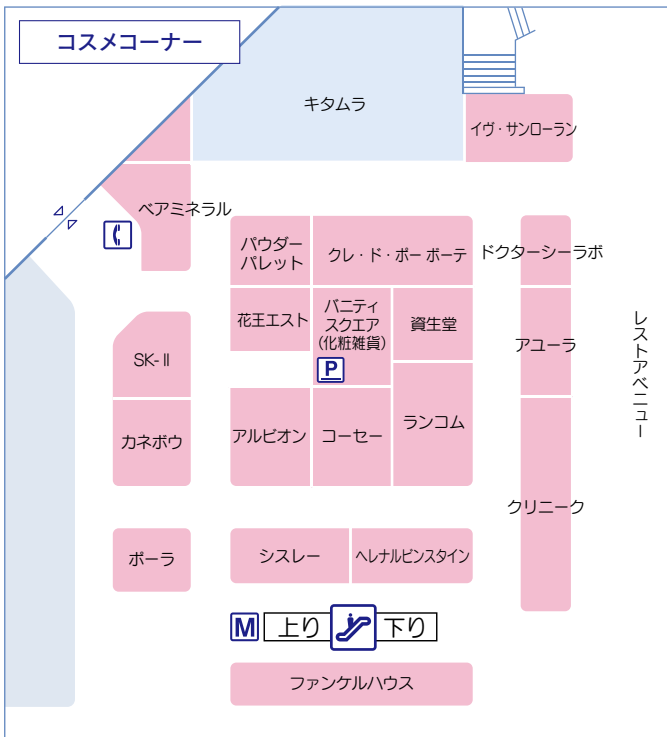 コスメコーナー
キタムラ
イヴ・サンローラン
ベアミネラル
パウダー
パレット
クレ・ド・ポー ボーテ
ドクターシーラボ
花王エスト
バニティ
スクエア
(化粧雑貨)
P
資生堂
アユーラ
レストアベニュー
SK-Ⅱ
カネボウ
アルビオン
コーセー
ランコム
クリニーク
ポーラ
シスレー
ヘレナルビンスタイン
M
上り
下り
ファンケルハウス